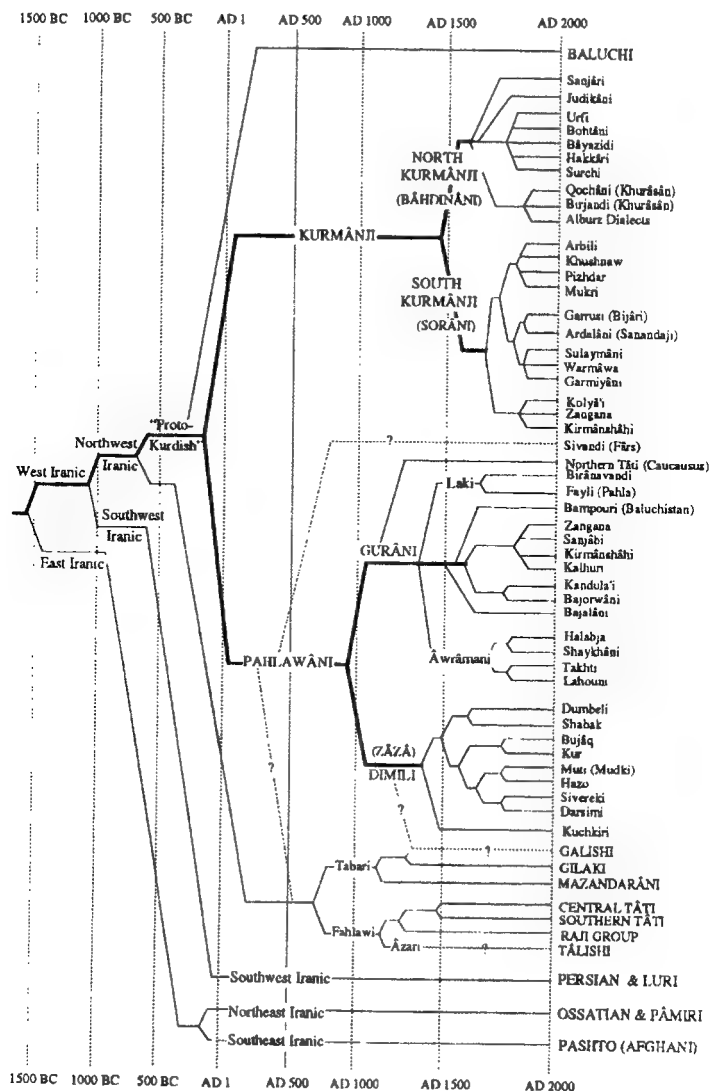 1500 BC 1000 BC 500 BC AD 1 AD 500 AD 1000 AD 1500 AD 2000
BALUCHI
Sanjâri
Judikâni
Urfi
Bohtâni
Bâyazidi
Hakkâri
Surchi
NORTH
KURMÂNJI
(BÂHDINÂNI)
Qochâni (Khurâsân)
Birjandi (Khurâsân)
Alburz Dialects
KURMÂNJI
Arbili
Khushnaw
Pizhdar
Mukri
SOUTH
KURMÂNJI
(SORÂNI)
Garrusi (Bijâri)
Ardalâni (Sanandaji)
Sulaymâni
Warmâwa
Garmiyâni
Kolyâ'i
Zangana
Kirmânshâhi
"Proto-
Kurdish"
Northwest
Iranic
West Iranic
Southwest
Iranic
East Iranic
?
Sivandi (Fârs)
Northern Tâti (Caucausus)
Laki
Birânavandi
Fayli (Pahla)
Bampouri (Baluchistan)
GURÂNI
Zangana
Sanjâbi
Kirmânshâhi
Kalhuri
Kandula'i
Bajorwâni
Bajalâni
PAHLAWÂNI
Âwrâmani
Halabja
Shaykhâni
Takhti
Lahouni
(ZÂZÂ)
DIMILI
Dumbeli
Shabak
Bujâq
Kur
Muti (Mudki)
Hazo
Sivereki
Darsimi
Kuchkiri
?
?
?
GALISHI
Tabari
GILAKI
MAZANDARÂNI
Fahlawi
CENTRAL TÂTI
SOUTHERN TÂTI
RAJI GROUP
Âzari
?
TÂLISHI
Southwest Iranic
PERSIAN & LURI
Northeast Iranic
OSSATIAN & PÂMIRI
Southeast Iranic
PASHTO (AFGHANI)
1500 BC 1000 BC 500 BC AD 1 AD 500 AD 1000 AD 1500 AD 2000